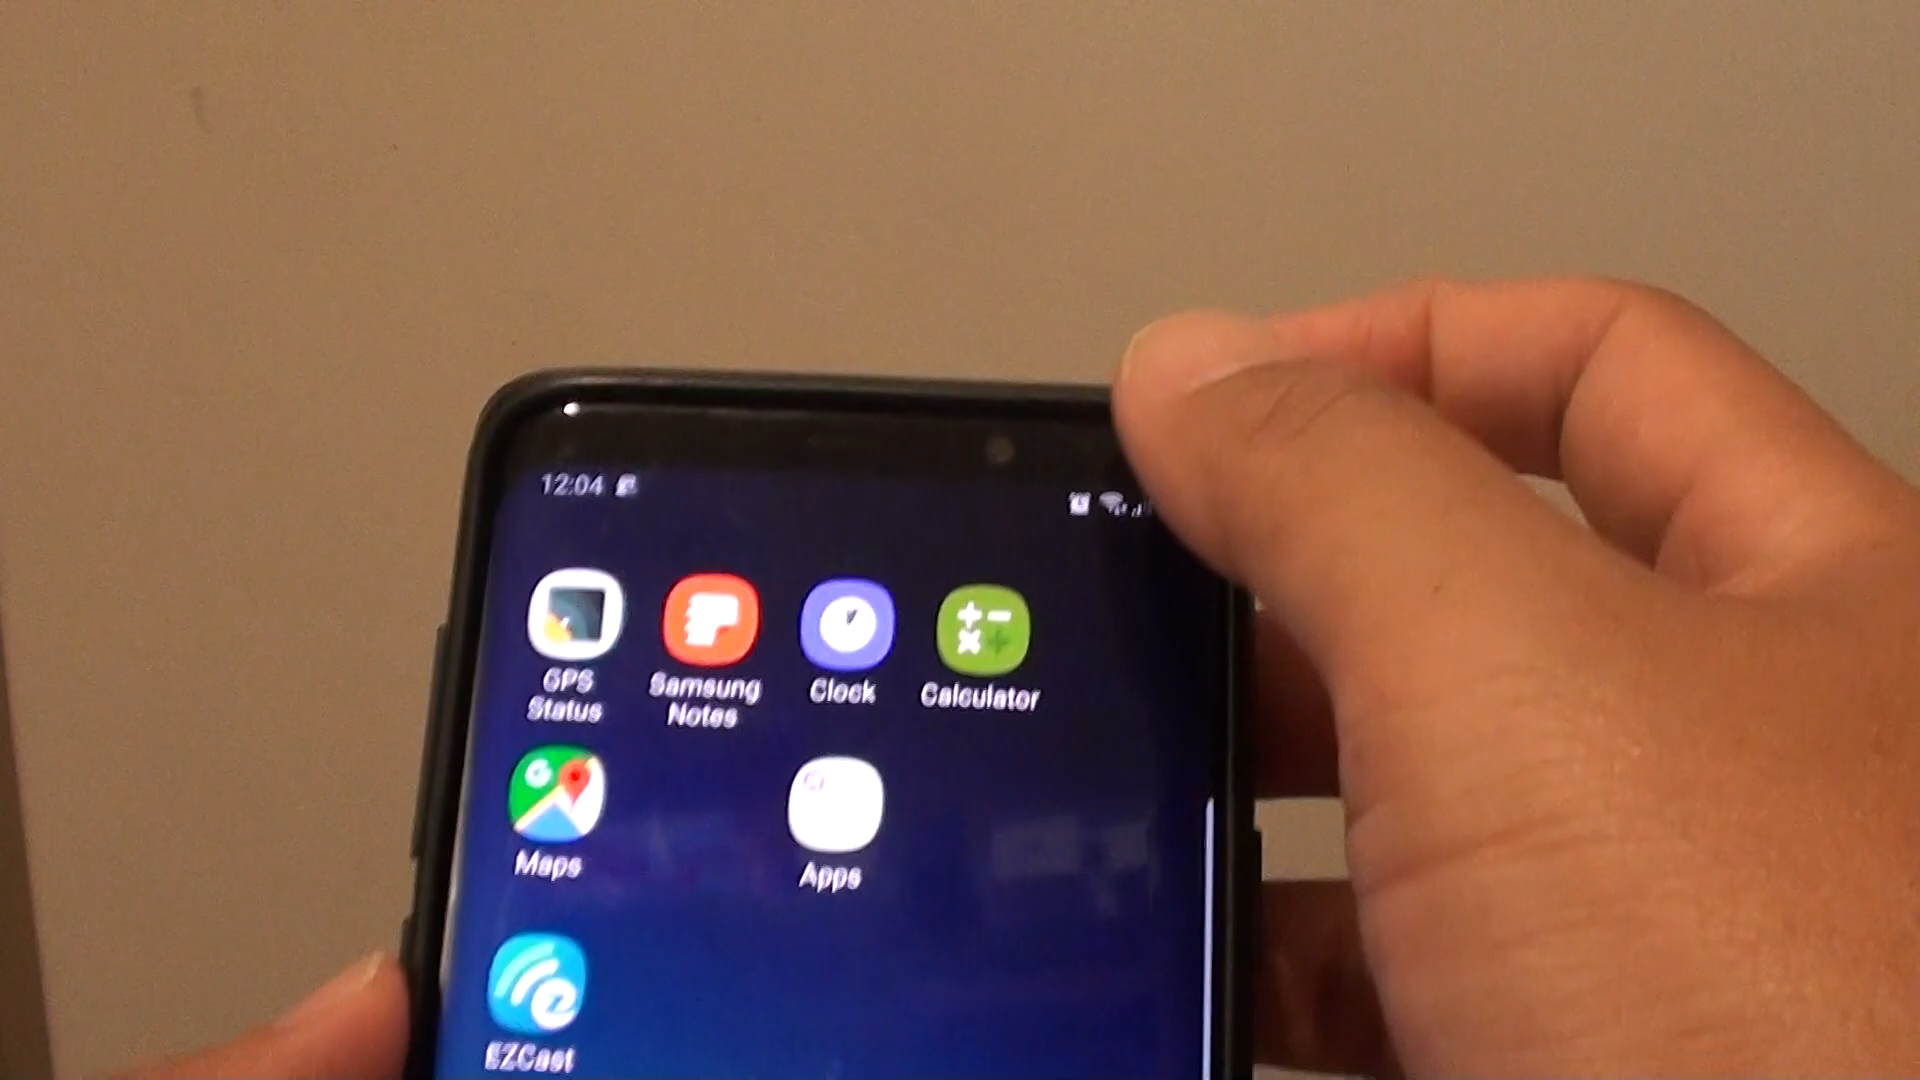 12:04
GPS
Status
Samsung
Notes
Clock
Calculator
G
Maps
Apps
EZCast